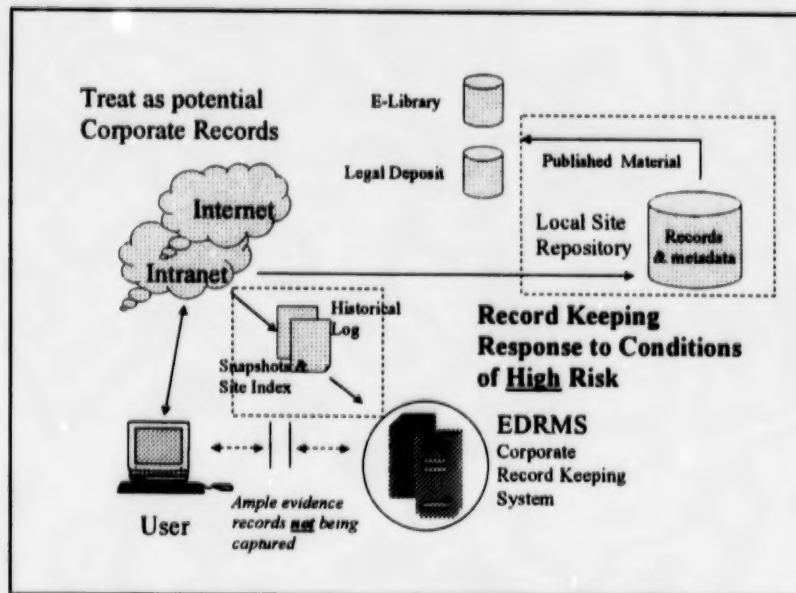 Treat as potential
Corporate Records
E-Library
Legal Deposit
Published Material
Internet
Intranet
Local Site
Repository
Records
& metadata
Historical
Log
Snapshots &
Site Index
Record Keeping
Response to Conditions
of High Risk
EDRMS
Corporate
Record Keeping
System
User
Ample evidence
records not being
captured